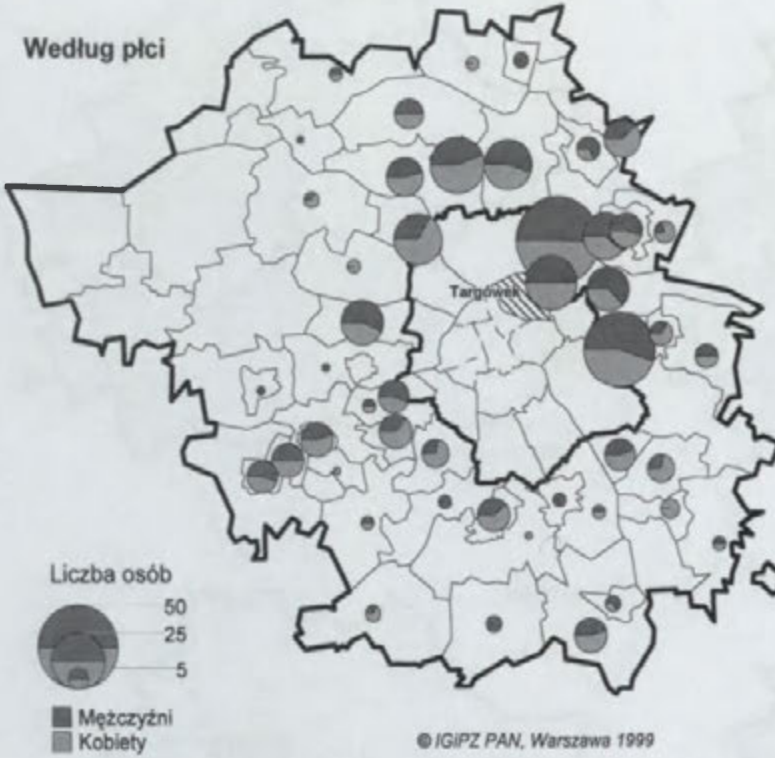 Według płci
Targówek
Liczba osób
50
25
5
Mężczyźni
Kobiety
© IGiPZ PAN, Warszawa 1999